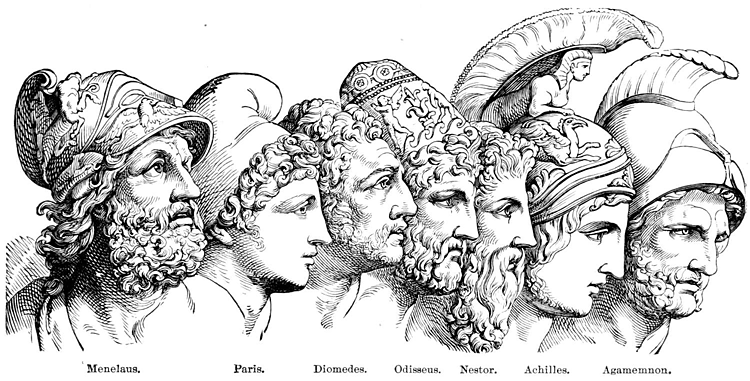 Menelaus. Paris. Diomedes. Odisseus. Nestor. Achilles. Agamemnon.